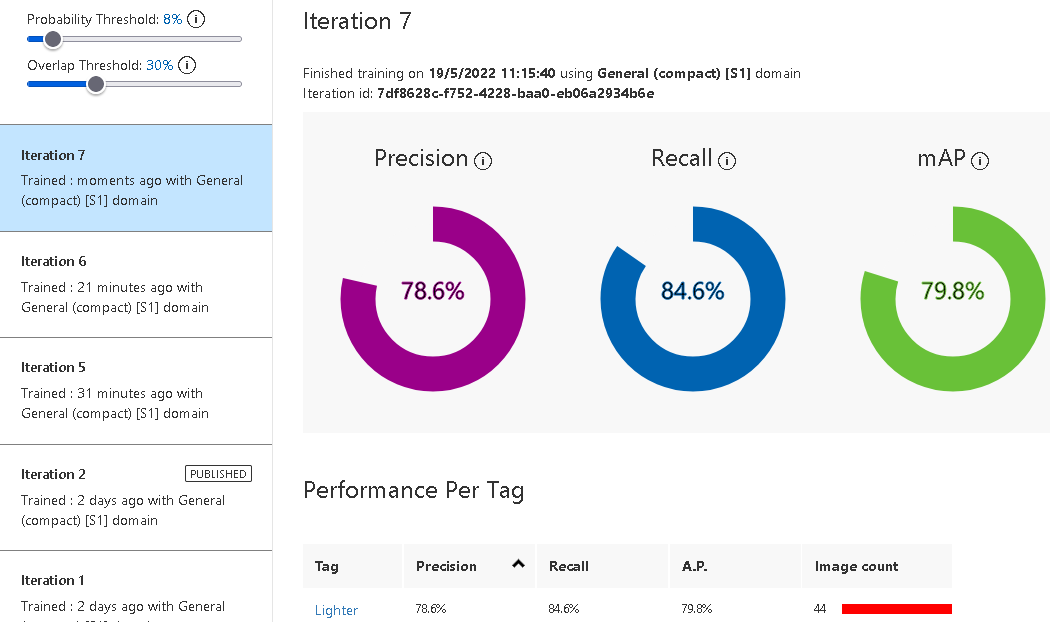 Probability Threshold: 8% i
Overlap Threshold: 30% i
Iteration 7
Trained : moments ago with General
(compact) [S1] domain
Iteration 6
Trained : 21 minutes ago with
General (compact) [S1] domain
Iteration 5
Trained : 31 minutes ago with
General (compact) [S1] domain
Iteration 2 PUBLISHED
Trained : 2 days ago with General
(compact) [S1] domain
Iteration 1
Trained : 2 days ago with General
Iteration 7
Finished training on 19/5/2022 11:15:40 using General (compact) [S1] domain
Iteration id: 7df8628c-f752-4228-baa0-eb06a2934b6e
Precision i Recall i mAP i
78.6% 84.6% 79.8%
Performance Per Tag
Tag Precision Recall A.P. Image count
Lighter 78.6% 84.6% 79.8% 44